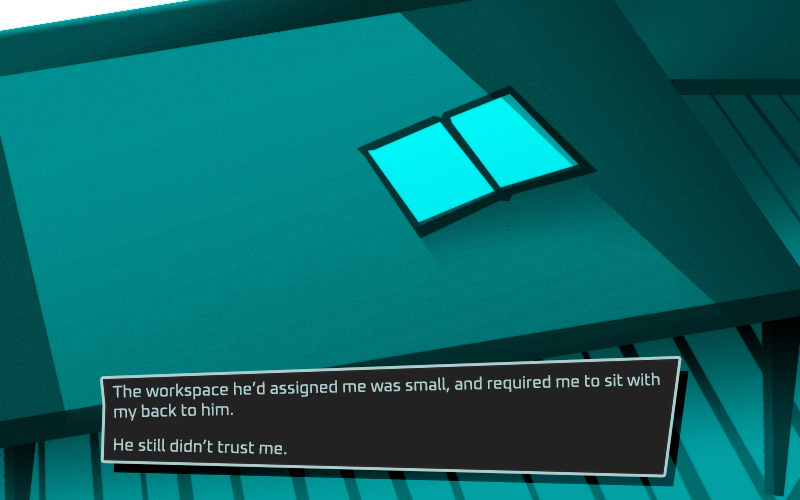 The workspace he'd assigned me was small, and required me to sit with
my back to him.
He still didn't trust me.